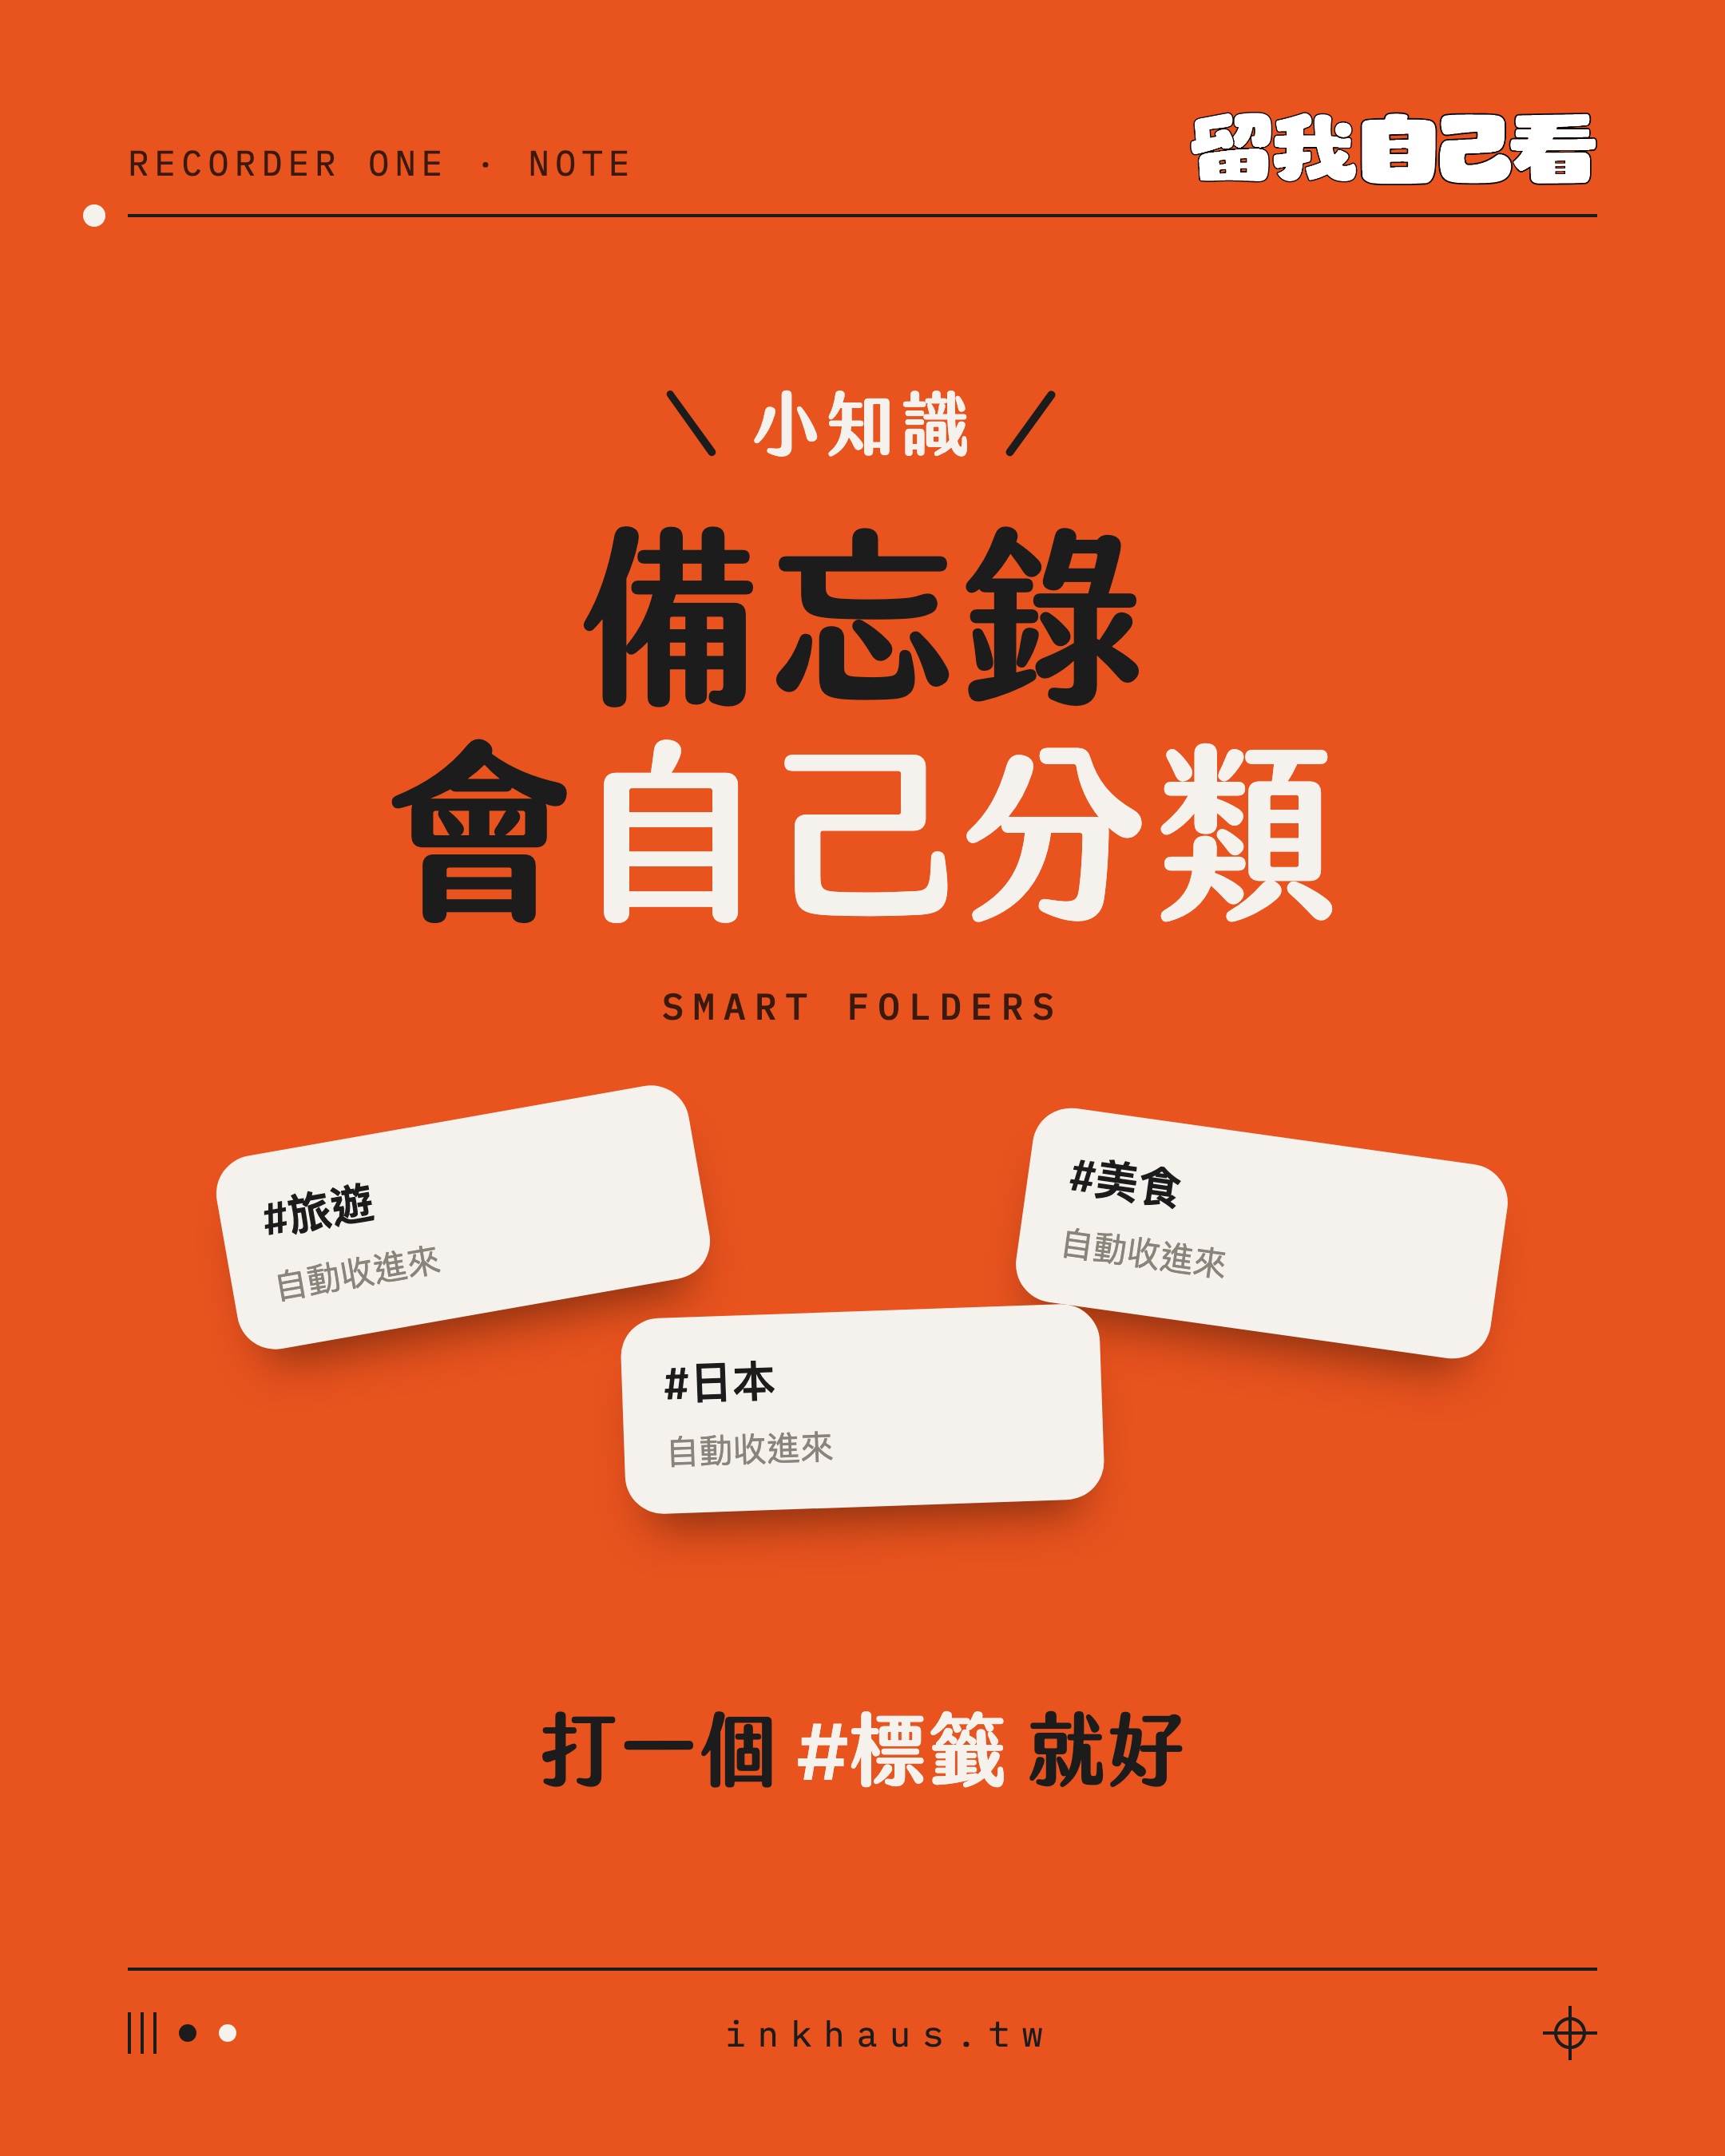 RECORDER ONE · NOTE
留我自己看
\ 小知識 /
備忘錄
會自己分類
SMART FOLDERS
#旅遊
自動收進來
#美食
自動收進來
#日本
自動收進來
打一個 #標籤 就好
inkhaus.tw